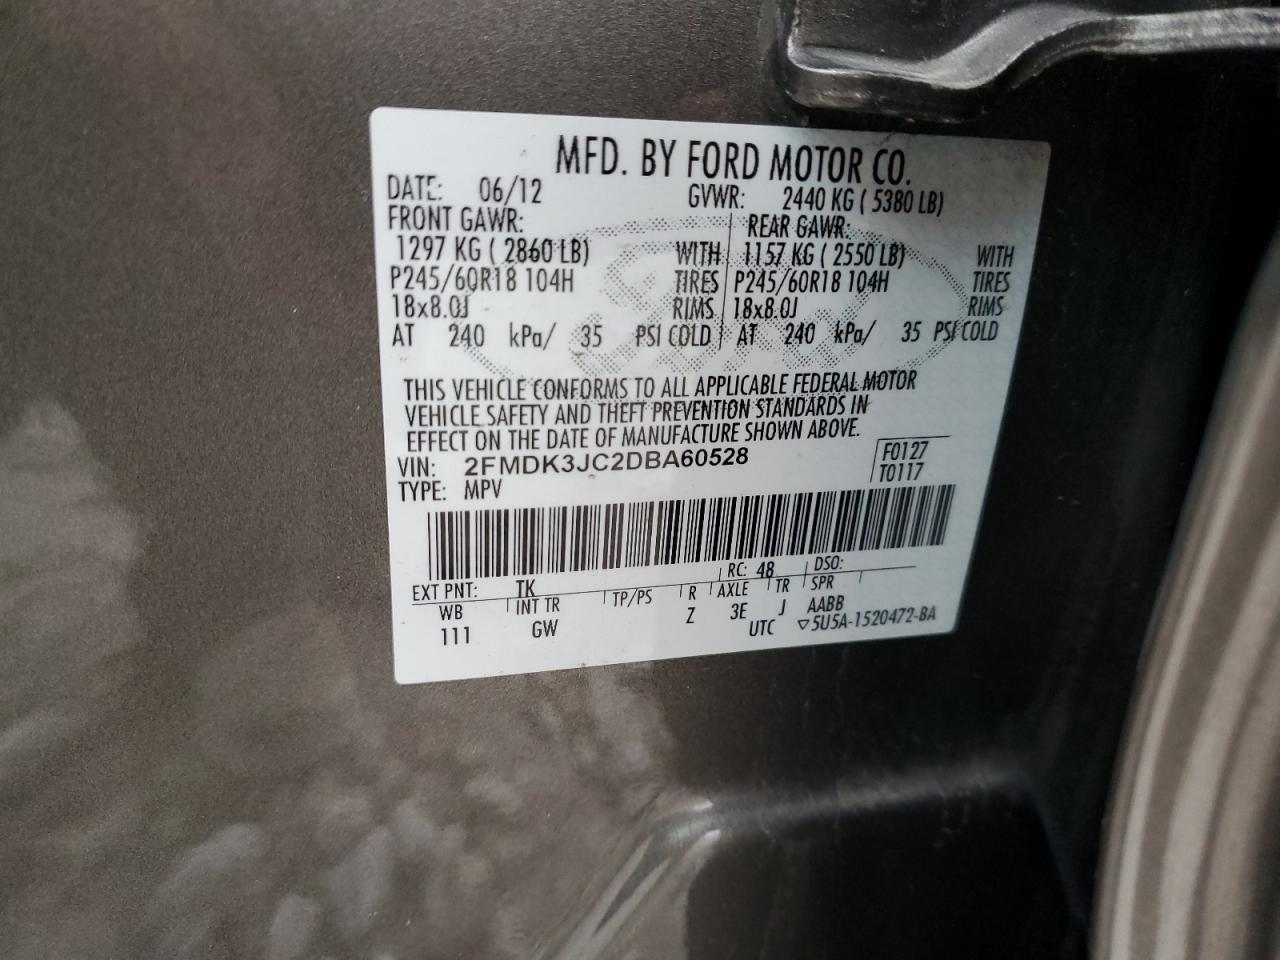 MFD. BY FORD MOTOR CO.
DATE: 06/12 GVWR: 2440 KG ( 5380 LB)
FRONT GAWR: REAR GAWR:
1297 KG ( 2860 LB) WITH 1157 KG ( 2550 LB) WITH
P245/60R18 104H TIRES P245/60R18 104H TIRES
18x8.0J RIMS 18x8.0J RIMS
AT 240 kPa/ 35 PSI COLD AT 240 kPa/ 35 PSI COLD
THIS VEHICLE CONFORMS TO ALL APPLICABLE FEDERAL MOTOR
VEHICLE SAFETY AND THEFT PREVENTION STANDARDS IN
EFFECT ON THE DATE OF MANUFACTURE SHOWN ABOVE.
VIN: 2FMDK3JC2DBA60528 F0127
TYPE: MPV T0117
EXT PNT: TK RC: 48 DSO:
WB INT TR TP/PS R AXLE TR SPR
111 GW Z 3E J AABB
UTC ▽5U5A-1520472-BA